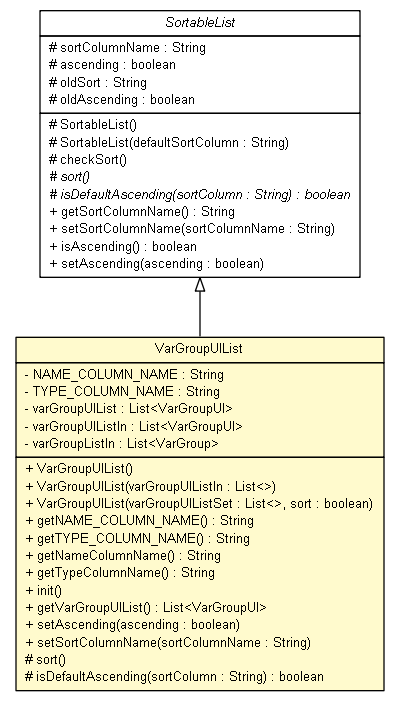 SortableList
# sortColumnName : String
# ascending : boolean
# oldSort : String
# oldAscending : boolean
# SortableList()
# SortableList(defaultSortColumn : String)
# checkSort()
# sort()
# isDefaultAscending(sortColumn : String) : boolean
+ getSortColumnName() : String
+ setSortColumnName(sortColumnName : String)
+ isAscending() : boolean
+ setAscending(ascending : boolean)
VarGroupUIList
- NAME_COLUMN_NAME : String
- TYPE_COLUMN_NAME : String
- varGroupUIList : List<VarGroupUI>
- varGroupUIListIn : List<VarGroupUI>
- varGroupListIn : List<VarGroup>
+ VarGroupUIList()
+ VarGroupUIList(varGroupUIListIn : List<>)
+ VarGroupUIList(varGroupUIListSet : List<>, sort : boolean)
+ getNAME_COLUMN_NAME() : String
+ getTYPE_COLUMN_NAME() : String
+ getNameColumnName() : String
+ getTypeColumnName() : String
+ init()
+ getVarGroupUIList() : List<VarGroupUI>
+ setAscending(ascending : boolean)
+ setSortColumnName(sortColumnName : String)
# sort()
# isDefaultAscending(sortColumn : String) : boolean